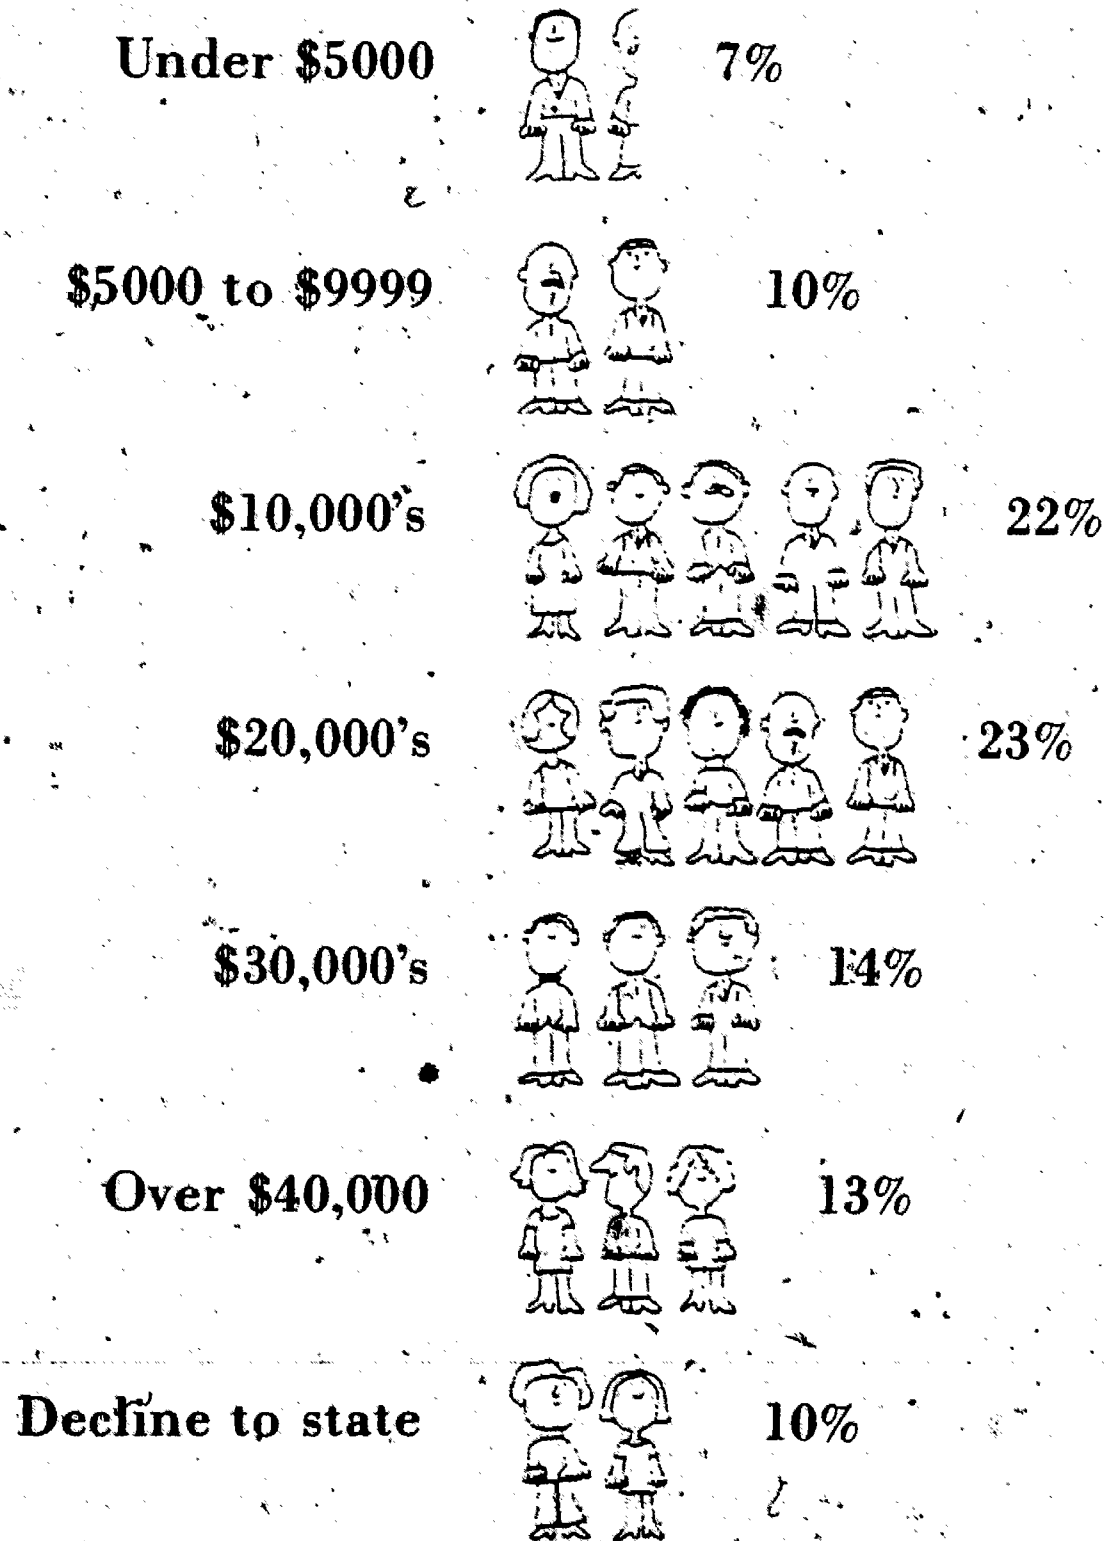 Under $5000 7%
$5000 to $9999 10%
$10,000's 22%
$20,000's 23%
$30,000's 14%
Over $40,000 13%
Decline to state 10%